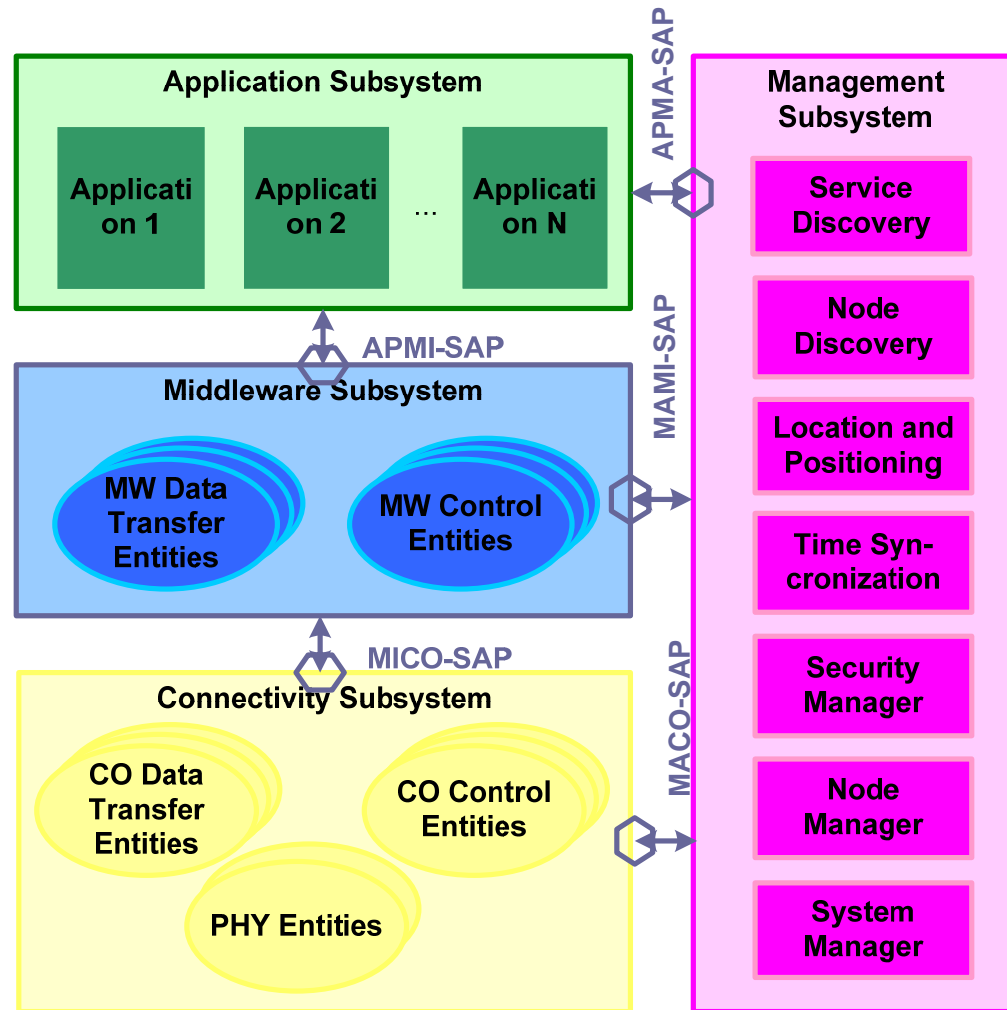 Application Subsystem
Applicati
on 1
Applicati
on 2
...
Applicati
on N
APMA-SAP
Management
Subsystem
Service
Discovery
Node
Discovery
Location and
Positioning
Time Syn-
cronization
Security
Manager
Node
Manager
System
Manager
APMI-SAP
MAMI-SAP
Middleware Subsystem
MW Data
Transfer
Entities
MW Control
Entities
MICO-SAP
MACO-SAP
Connectivity Subsystem
CO Data
Transfer
Entities
CO Control
Entities
PHY Entities